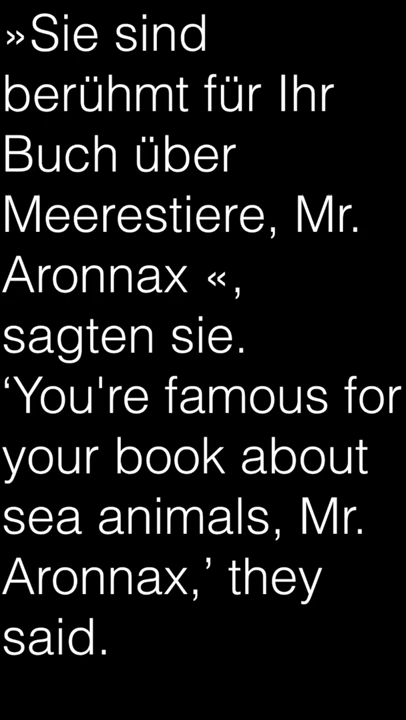 »Sie sind
berühmt für Ihr
Buch über
Meerestiere, Mr.
Aronnax «,
sagten sie.
‘You're famous for
your book about
sea animals, Mr.
Aronnax,’ they
said.